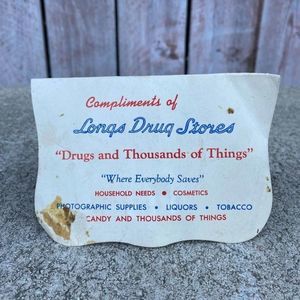 Compliments of
Longs Drug Stores
"Drugs and Thousands of Things"
"Where Everybody Saves"
HOUSEHOLD NEEDS • COSMETICS
PHOTOGRAPHIC SUPPLIES • LIQUORS • TOBACCO
CANDY AND THOUSANDS OF THINGS